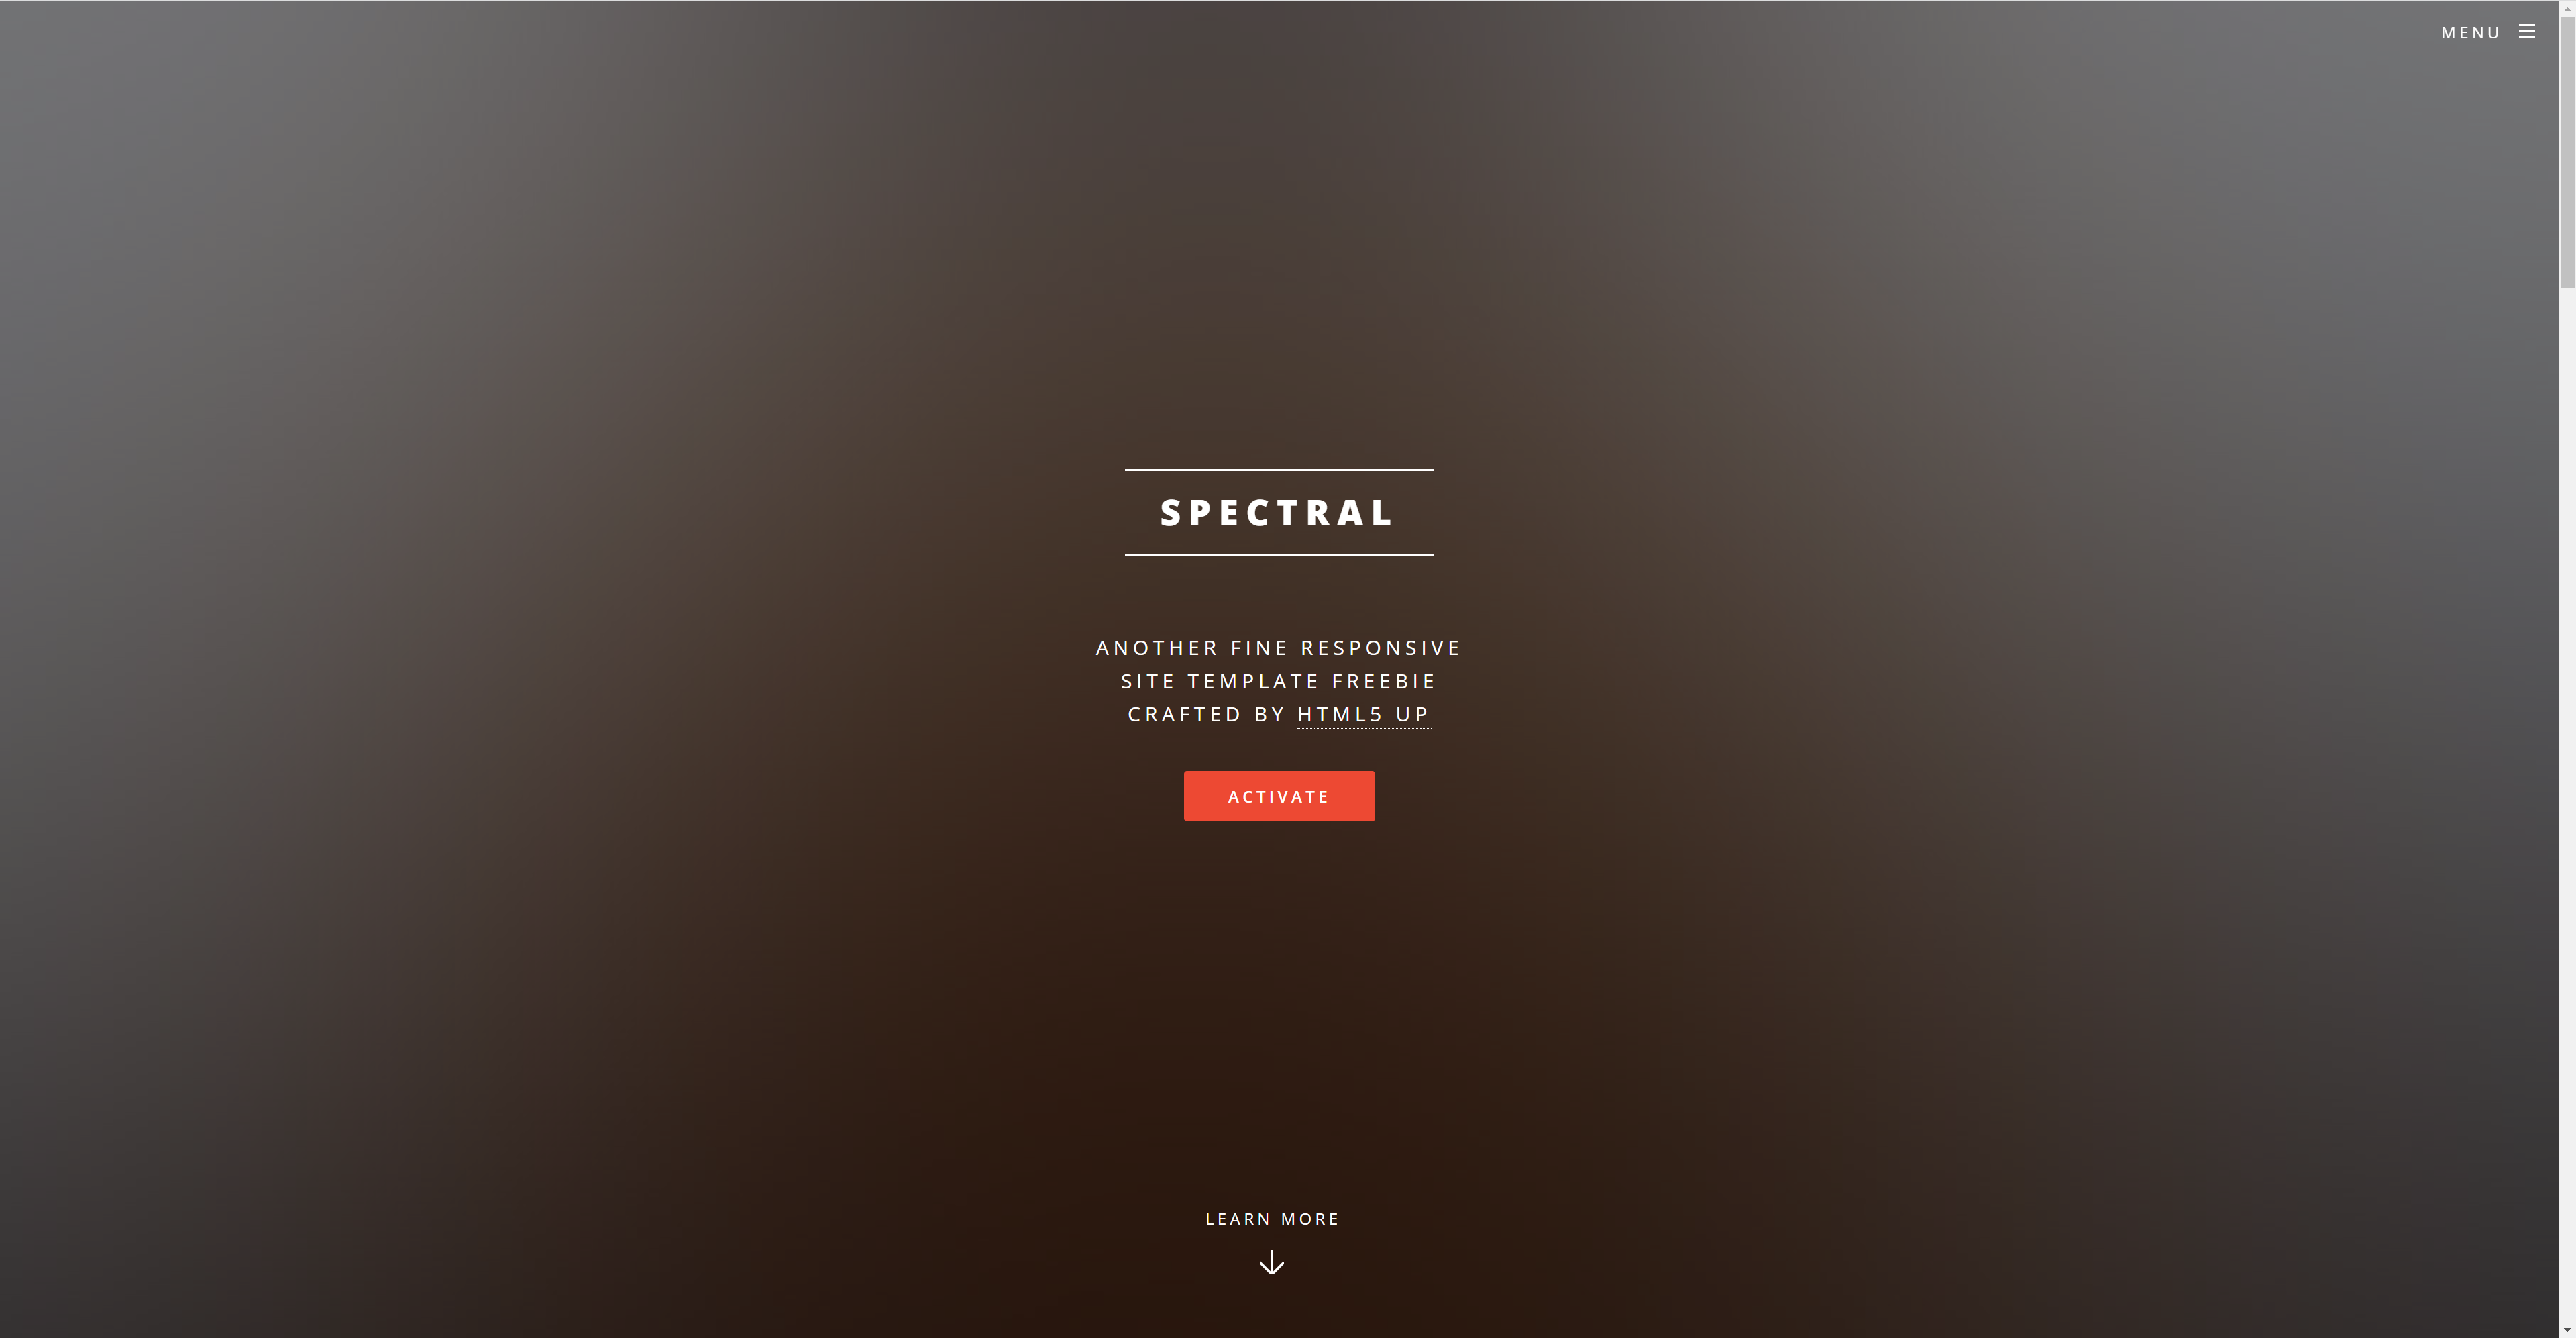 MENU
SPECTRAL
ANOTHER FINE RESPONSIVE
SITE TEMPLATE FREEBIE
CRAFTED BY HTML5 UP
ACTIVATE
LEARN MORE